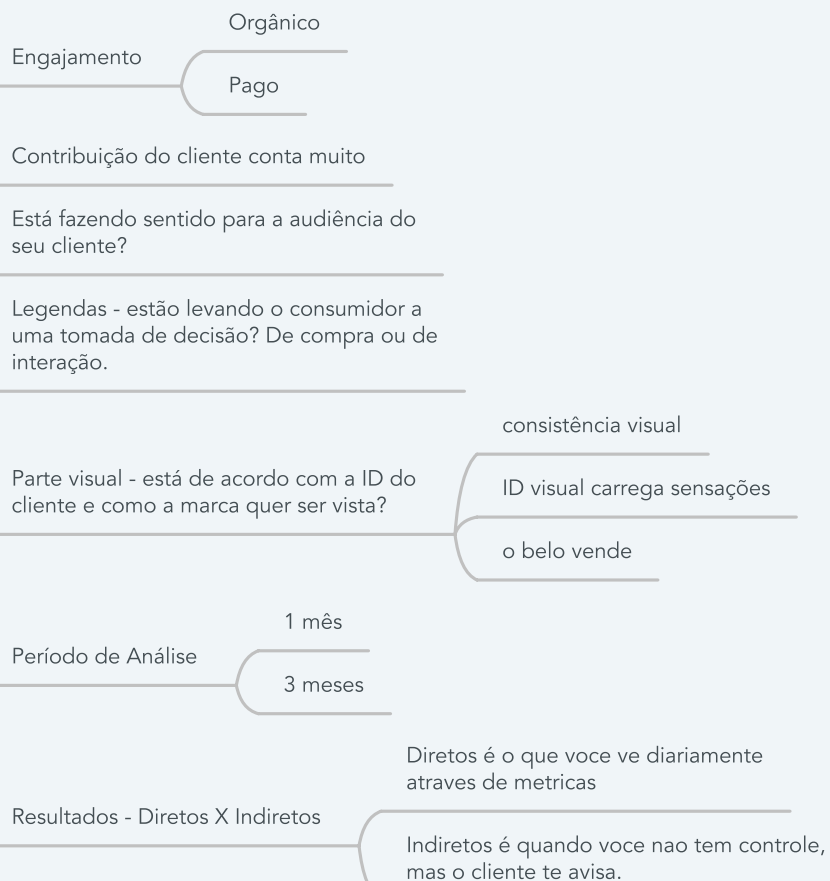 Orgânico
Engajamento
Pago
Contribuição do cliente conta muito
Está fazendo sentido para a audiência do
seu cliente?
Legendas - estão levando o consumidor a
uma tomada de decisão? De compra ou de
interação.
consistência visual
Parte visual - está de acordo com a ID do
cliente e como a marca quer ser vista?
ID visual carrega sensações
o belo vende
1 mês
Período de Análise
3 meses
Diretos é o que voce ve diariamente
atraves de metricas
Resultados - Diretos X Indiretos
Indiretos é quando voce nao tem controle,
mas o cliente te avisa.